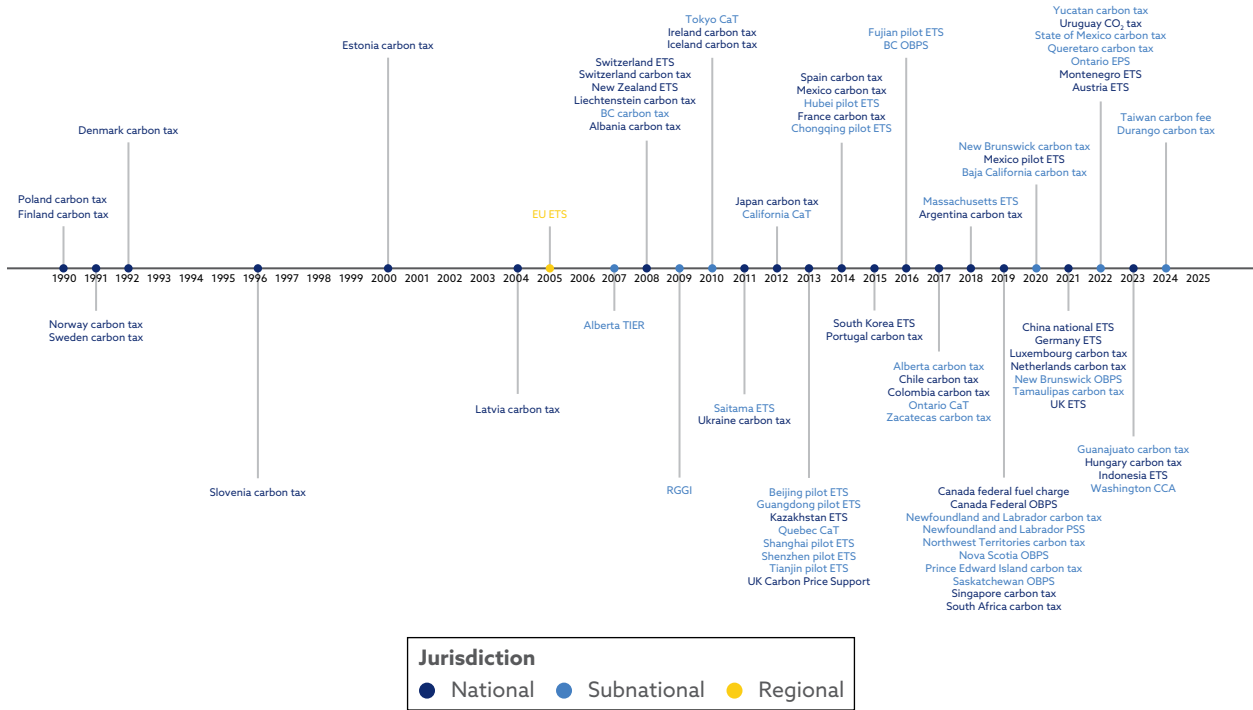 Poland carbon tax
Finland carbon tax
Denmark carbon tax
Estonia carbon tax
EU ETS
Switzerland ETS
Switzerland carbon tax
New Zealand ETS
Liechtenstein carbon tax
BC carbon tax
Albania carbon tax
Tokyo CaT
Ireland carbon tax
Iceland carbon tax
Japan carbon tax
California CaT
Spain carbon tax
Mexico carbon tax
Hubei pilot ETS
France carbon tax
Chongqing pilot ETS
Fujian pilot ETS
BC OBPS
Massachusetts ETS
Argentina carbon tax
New Brunswick carbon tax
Mexico pilot ETS
Baja California carbon tax
Yucatan carbon tax
Uruguay CO₂ tax
State of Mexico carbon tax
Queretaro carbon tax
Ontario EPS
Montenegro ETS
Austria ETS
Taiwan carbon fee
Durango carbon tax
1990 1991 1992 1993 1994 1995 1996 1997 1998 1999 2000 2001 2002 2003 2004 2005 2006 2007 2008 2009 2010 2011 2012 2013 2014 2015 2016 2017 2018 2019 2020 2021 2022 2023 2024 2025
Norway carbon tax
Sweden carbon tax
Slovenia carbon tax
Latvia carbon tax
Alberta TIER
RGGI
Saitama ETS
Ukraine carbon tax
Beijing pilot ETS
Guangdong pilot ETS
Kazakhstan ETS
Quebec CaT
Shanghai pilot ETS
Shenzhen pilot ETS
Tianjin pilot ETS
UK Carbon Price Support
South Korea ETS
Portugal carbon tax
Alberta carbon tax
Chile carbon tax
Colombia carbon tax
Ontario CaT
Zacatecas carbon tax
Canada federal fuel charge
Canada Federal OBPS
Newfoundland and Labrador carbon tax
Newfoundland and Labrador PSS
Northwest Territories carbon tax
Nova Scotia OBPS
Prince Edward Island carbon tax
Saskatchewan OBPS
Singapore carbon tax
South Africa carbon tax
China national ETS
Germany ETS
Luxembourg carbon tax
Netherlands carbon tax
New Brunswick OBPS
Tamaulipas carbon tax
UK ETS
Guanajuato carbon tax
Hungary carbon tax
Indonesia ETS
Washington CCA
Jurisdiction
National Subnational Regional